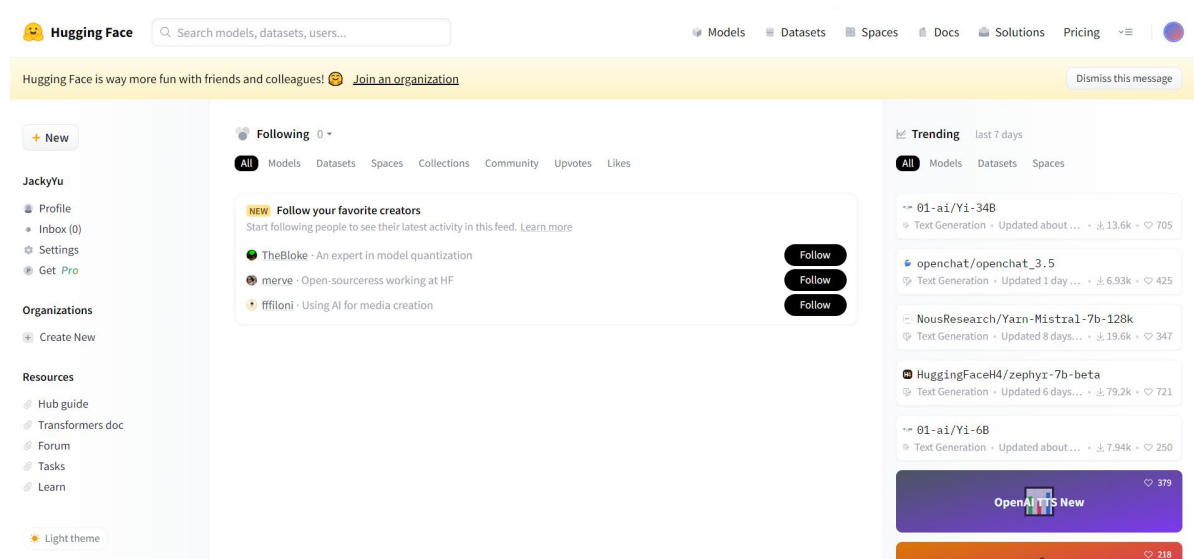 Hugging Face
Search models, datasets, users...
Models
Datasets
Spaces
Docs
Solutions
Pricing
Hugging Face is way more fun with friends and colleagues! 🤗 Join an organization
Dismiss this message
+ New
JackyYu
Profile
Inbox (0)
Settings
Get Pro
Organizations
Create New
Resources
Hub guide
Transformers doc
Forum
Tasks
Learn
Light theme
Following 0
All Models Datasets Spaces Collections Community Upvotes Likes
NEW Follow your favorite creators
Start following people to see their latest activity in this feed. Learn more
TheBloke · An expert in model quantization Follow
merve · Open-sourceress working at HF Follow
fffiloni · Using AI for media creation Follow
Trending last 7 days
All Models Datasets Spaces
01-ai/Yi-34B
Text Generation • Updated about ... • 13.6k • 705
openchat/openchat_3.5
Text Generation • Updated 1 day ... • 6.93k • 425
NousResearch/Yarn-Mistral-7b-128k
Text Generation • Updated 8 days... • 19.6k • 347
HuggingFaceH4/zephyr-7b-beta
Text Generation • Updated 6 days... • 79.2k • 721
01-ai/Yi-6B
Text Generation • Updated about ... • 7.94k • 250
379
OpenAI TTS New
218